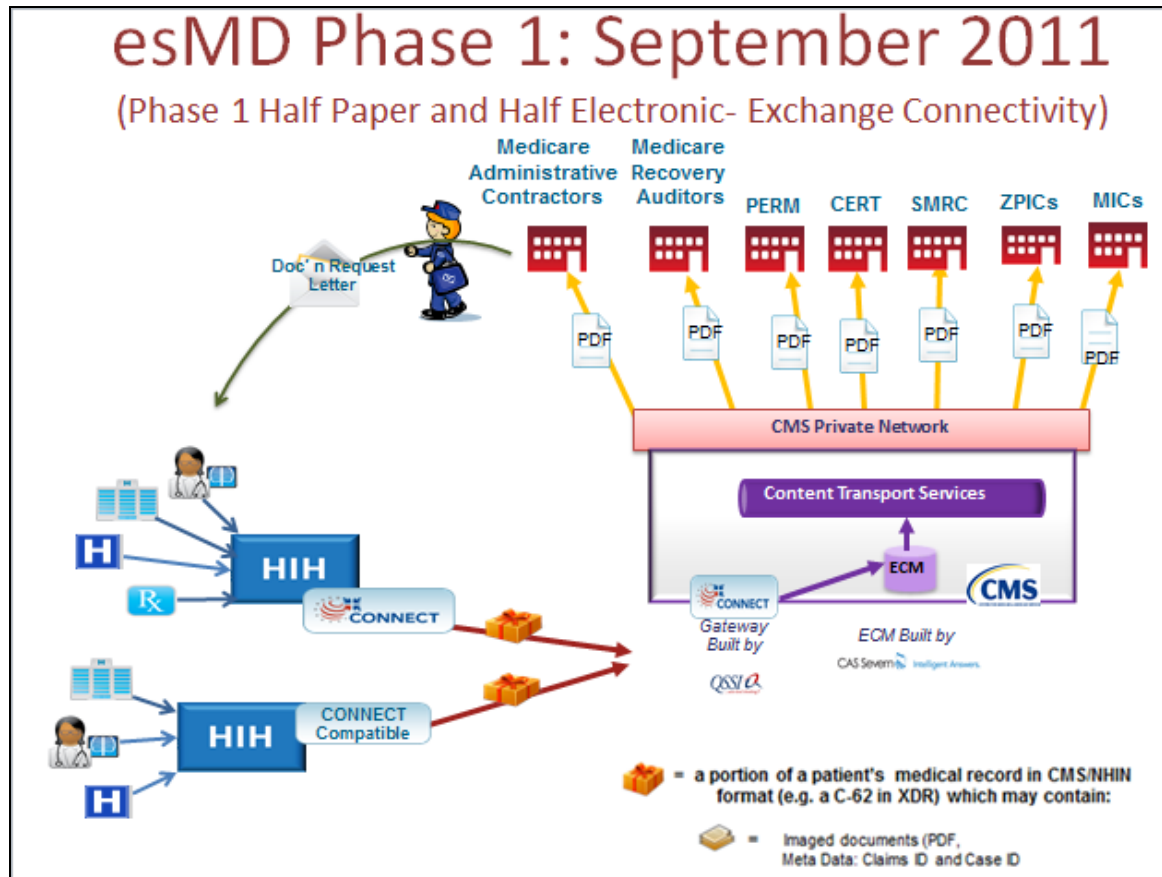 esMD Phase 1: September 2011
(Phase 1 Half Paper and Half Electronic- Exchange Connectivity)
Medicare
Administrative
Contractors
Medicare
Recovery
Auditors
PERM
CERT
SMRC
ZPICs
MICs
Doc' n Request
Letter
PDF
PDF
PDF
PDF
PDF
PDF
PDF
CMS Private Network
Content Transport Services
ECM
CMS
CONNECT
Gateway
Built by
QSSI
ECM Built by
CAS Severn Intelligent Answers.
H
Rx
HIH
CONNECT
HIH
CONNECT
Compatible
H
= a portion of a patient's medical record in CMS/NHIN
format (e.g. a C-62 in XDR) which may contain:
= Imaged documents (PDF,
Meta Data: Claims ID and Case ID